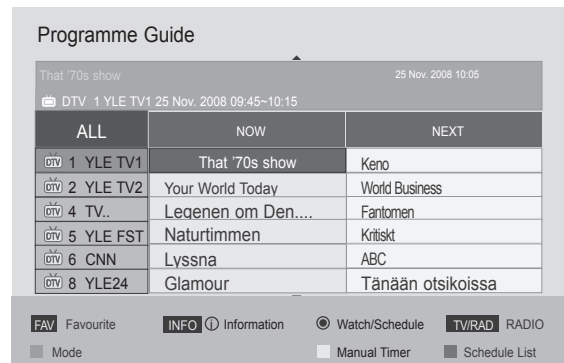 Programme Guide
That '70s show 25 Nov. 2008 10:05
DTV 1 YLE TV1 25 Nov. 2008 09:45~10:15
ALL NOW NEXT
DTV 1 YLE TV1 That '70s show Keno
DTV 2 YLE TV2 Your World Today World Business
DTV 4 TV.. Legenen om Den.... Fantomen
DTV 5 YLE FST Naturtimmen Kritiskt
DTV 6 CNN Lyssna ABC
DTV 8 YLE24 Glamour Tänään otsikoissa
FAV Favourite INFO ⓘ Information Watch/Schedule TV/RAD RADIO
Mode Manual Timer Schedule List